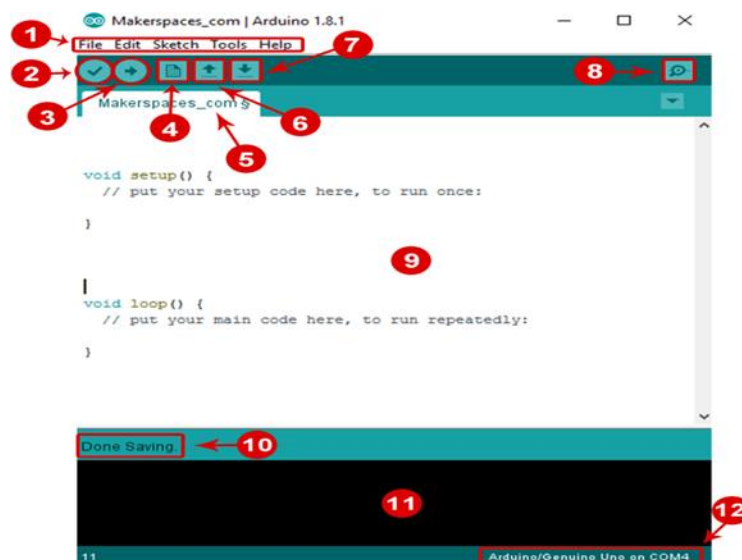 Makerspaces_com | Arduino 1.8.1
1
File Edit Sketch Tools Help
7
2
8
3
4
6
Makerspaces_com §
5
void setup() {
// put your setup code here, to run once:
}
9
void loop() {
// put your main code here, to run repeatedly:
}
Done Saving.
10
11
12
11
Arduino/Genuino Uno on COM4